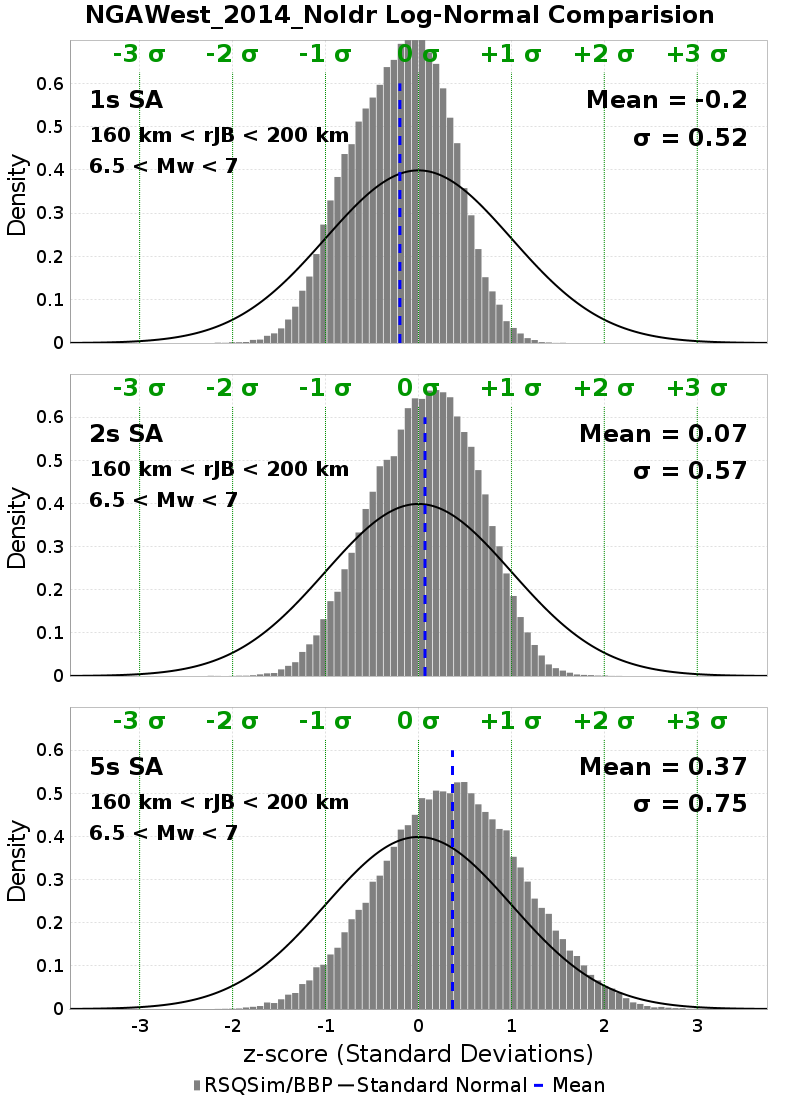 NGAWest_2014_NoIdr Log-Normal Comparision
-3 σ -2 σ -1 σ 0 σ +1 σ +2 σ +3 σ
1s SA
Mean = -0.2
160 km < rJB < 200 km
σ = 0.52
6.5 < Mw < 7
Density
0.6
0.5
0.4
0.3
0.2
0.1
0
-3 σ -2 σ -1 σ 0 σ +1 σ +2 σ +3 σ
2s SA
Mean = 0.07
160 km < rJB < 200 km
σ = 0.57
6.5 < Mw < 7
Density
0.6
0.5
0.4
0.3
0.2
0.1
0
-3 σ -2 σ -1 σ 0 σ +1 σ +2 σ +3 σ
5s SA
Mean = 0.37
160 km < rJB < 200 km
σ = 0.75
6.5 < Mw < 7
Density
0.6
0.5
0.4
0.3
0.2
0.1
0
-3 -2 -1 0 1 2 3
z-score (Standard Deviations)
RSQSim/BBP Standard Normal Mean